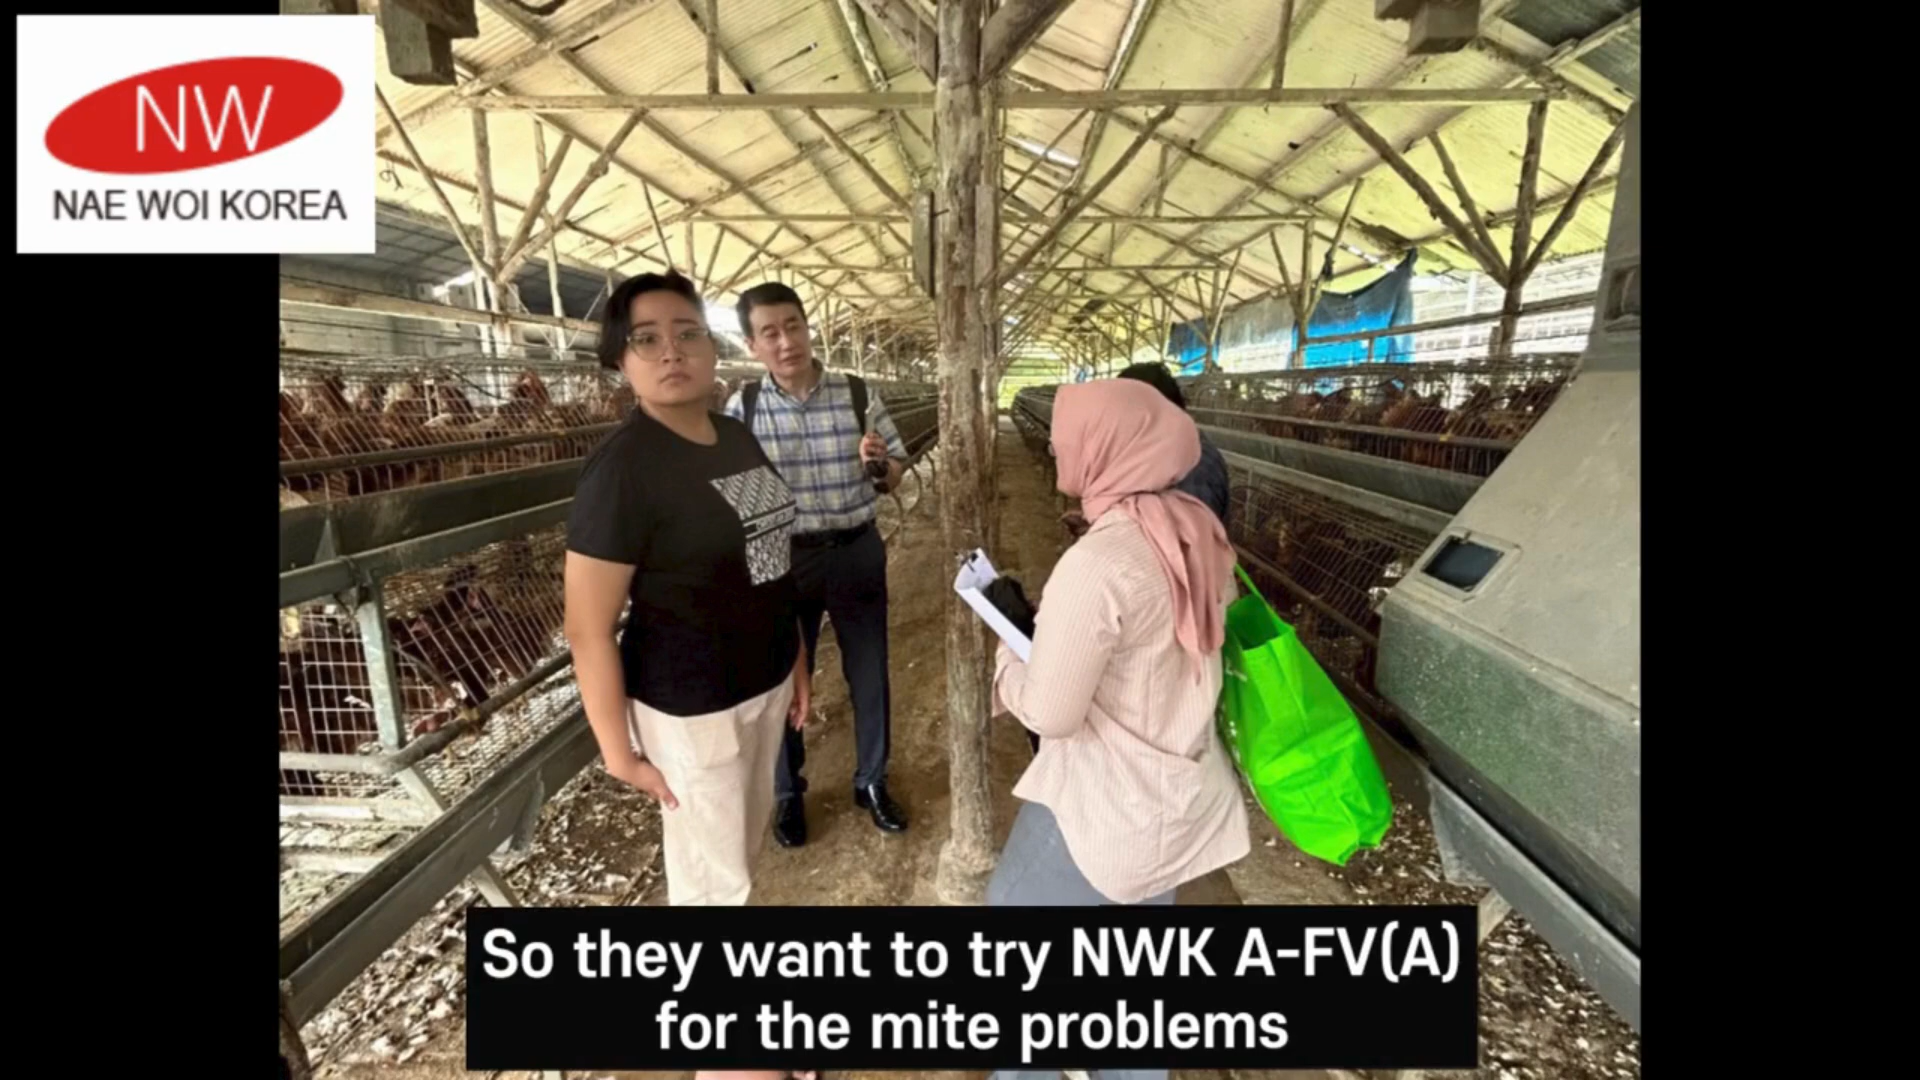 NW
NAE WOI KOREA
So they want to try NWK A-FV(A)
for the mite problems